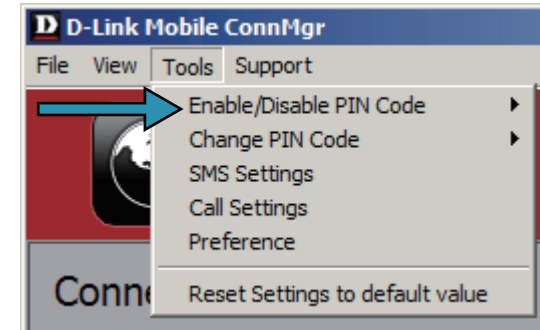 D D-Link Mobile ConnMgr
File View Tools Support
Enable/Disable PIN Code
Change PIN Code
SMS Settings
Call Settings
Preference
Reset Settings to default value